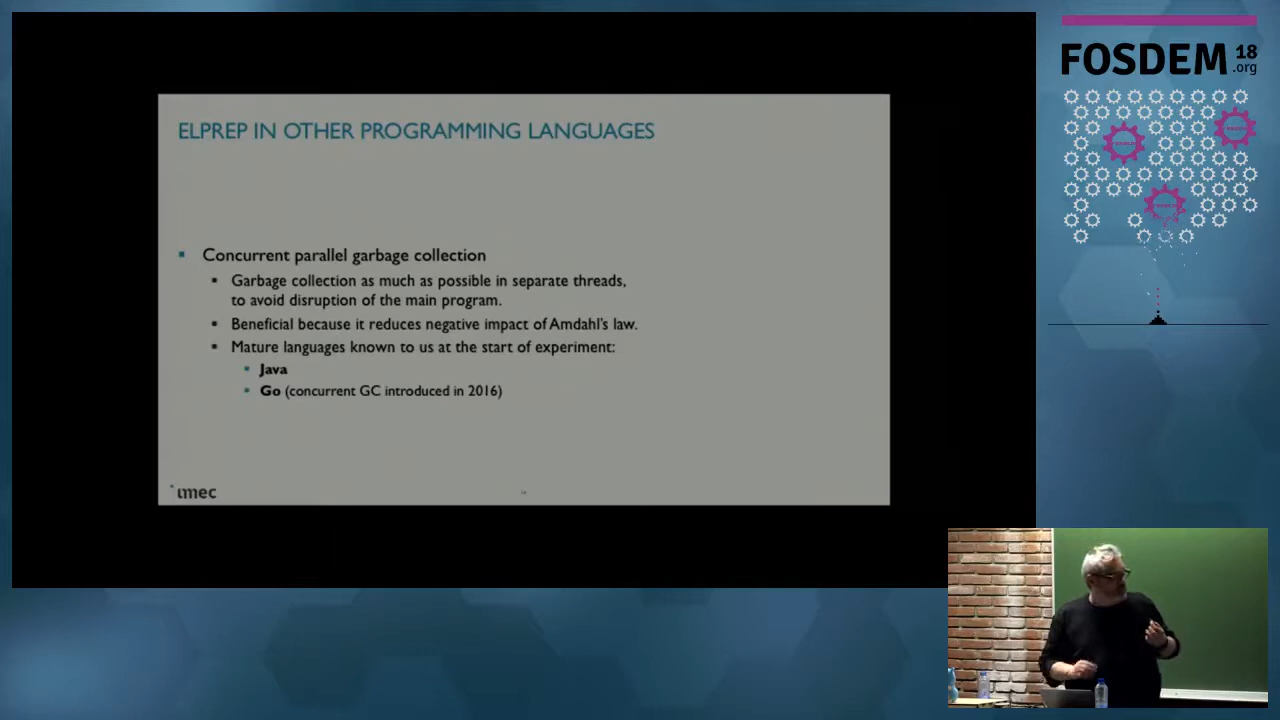 ELPREP IN OTHER PROGRAMMING LANGUAGES
Concurrent parallel garbage collection
Garbage collection as much as possible in separate threads,
to avoid disruption of the main program.
Beneficial because it reduces negative impact of Amdahl's law.
Mature languages known to us at the start of experiment:
Java
Go (concurrent GC introduced in 2016)
imec
FOSDEM 18
.org